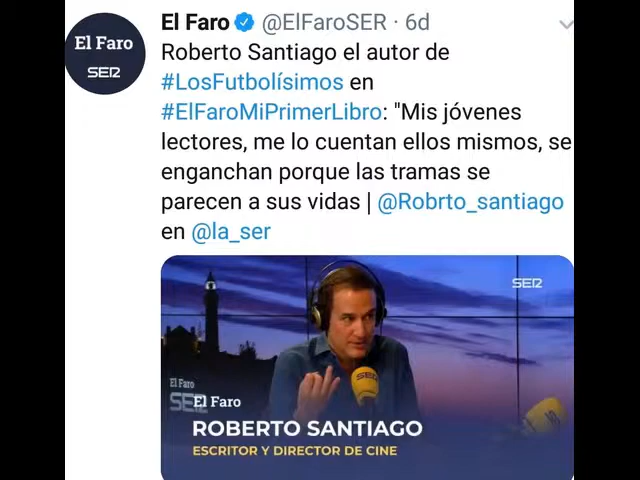 El Faro
SER
El Faro @ElFaroSER · 6d
Roberto Santiago el autor de
#LosFutbolísimos en
#ElFaroMiPrimerLibro: "Mis jóvenes
lectores, me lo cuentan ellos mismos, se
enganchan porque las tramas se
parecen a sus vidas | @Robrto_santiago
en @la_ser
SER
El Faro
SER
SER
El Faro
ROBERTO SANTIAGO
ESCRITOR Y DIRECTOR DE CINE